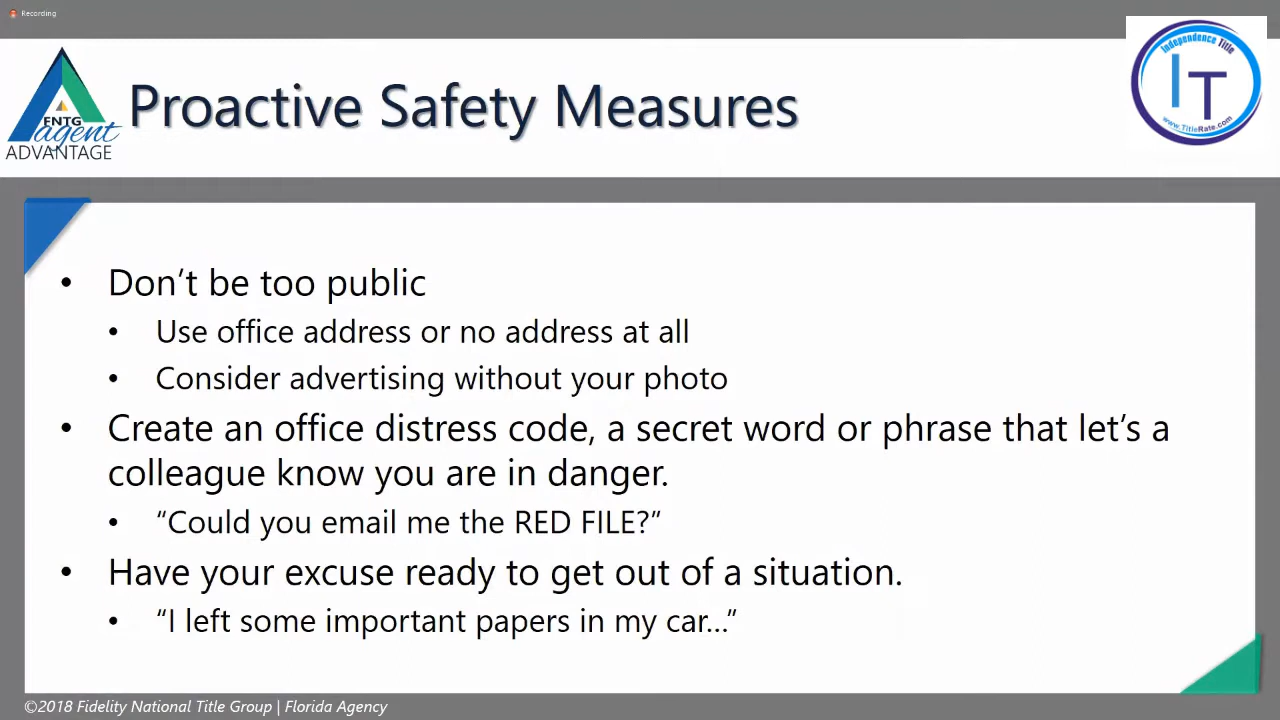 Recording
Independence Title
IT
www.TitleRate.com
FNTG
agent
ADVANTAGE
Proactive Safety Measures
• Don’t be too public
• Use office address or no address at all
• Consider advertising without your photo
• Create an office distress code, a secret word or phrase that let’s a
colleague know you are in danger.
• “Could you email me the RED FILE?”
• Have your excuse ready to get out of a situation.
• “I left some important papers in my car…”
©2018 Fidelity National Title Group | Florida Agency